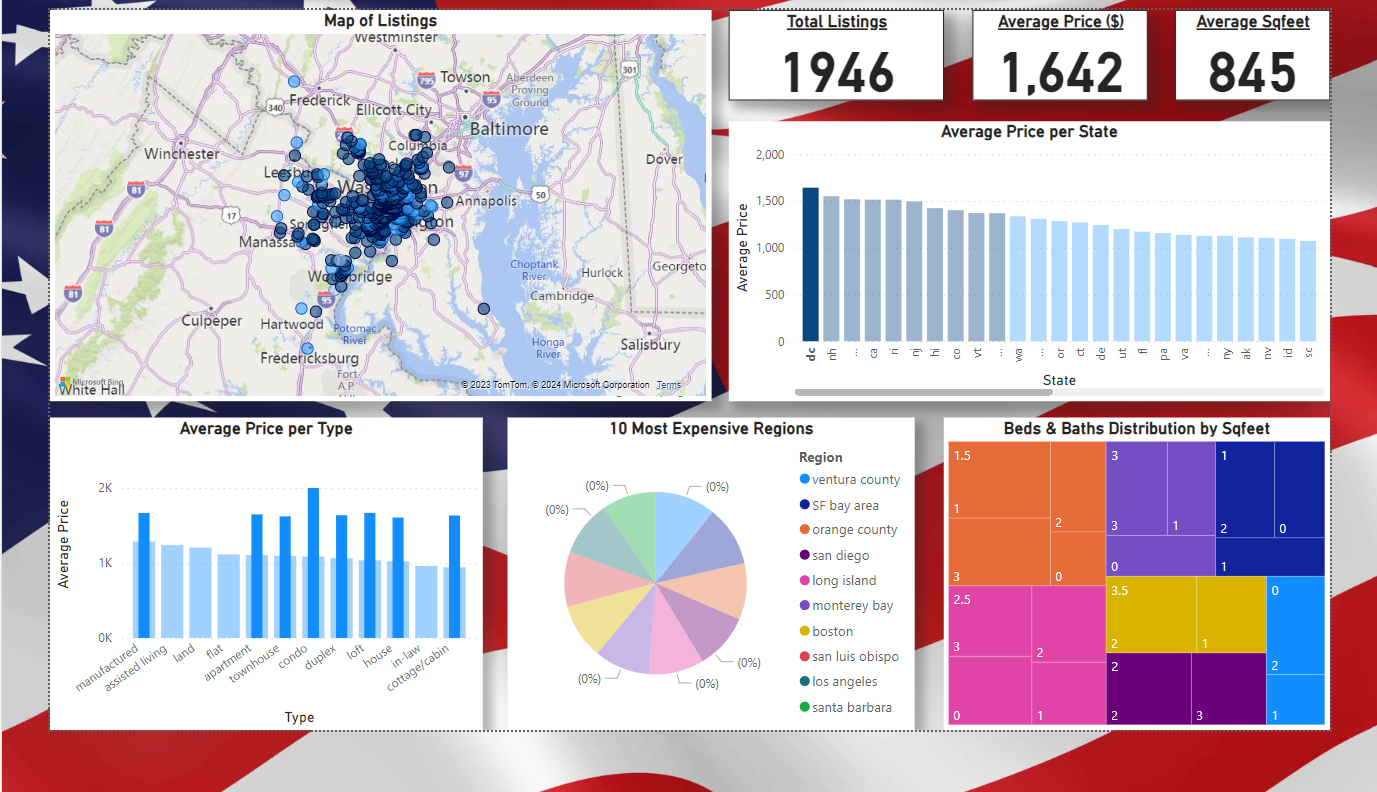 Map of Listings
Westminster
Towson
Aberdeen
Proving
Ground
Frederick
Ellicott City
Baltimore
Columbia
Winchester
Dover
Annapolis
Manassa
Woodbridge
Choptank
River
Hurlock
Georgeto
Cambridge
Culpeper
Hartwood
Potomac
River
Honga
River
Salisbury
Fredericksburg
Fort
A.P.
340
795
95
301
81
17
97
50
81
81
95
Microsoft Bing
White Hall
© 2023 TomTom, © 2024 Microsoft Corporation Terms
Total Listings
1946
Average Price ($)
1,642
Average Sqfeet
845
Average Price per State
Average Price
2,000
1,500
1,000
500
0
dc nh ... ca ri nj hi co vt ... wa ... or ct de ut fl pa va ... ny ak nv id sc
State
Average Price per Type
Average Price
2K
1K
0K
manufactured
assisted living
land
flat
apartment
townhouse
condo
duplex
loft
house
in-law
cottage/cabin
Type
10 Most Expensive Regions
(0%)
(0%)
(0%)
(0%)
(0%)
(0%)
Region
ventura county
SF bay area
orange county
san diego
long island
monterey bay
boston
san luis obispo
los angeles
santa barbara
Beds & Baths Distribution by Sqfeet
1.5
1
2
3
0
3
3
1
0
1
2
0
1
2.5
3
2
0
1
3.5
2
1
2
2
3
0
2
1